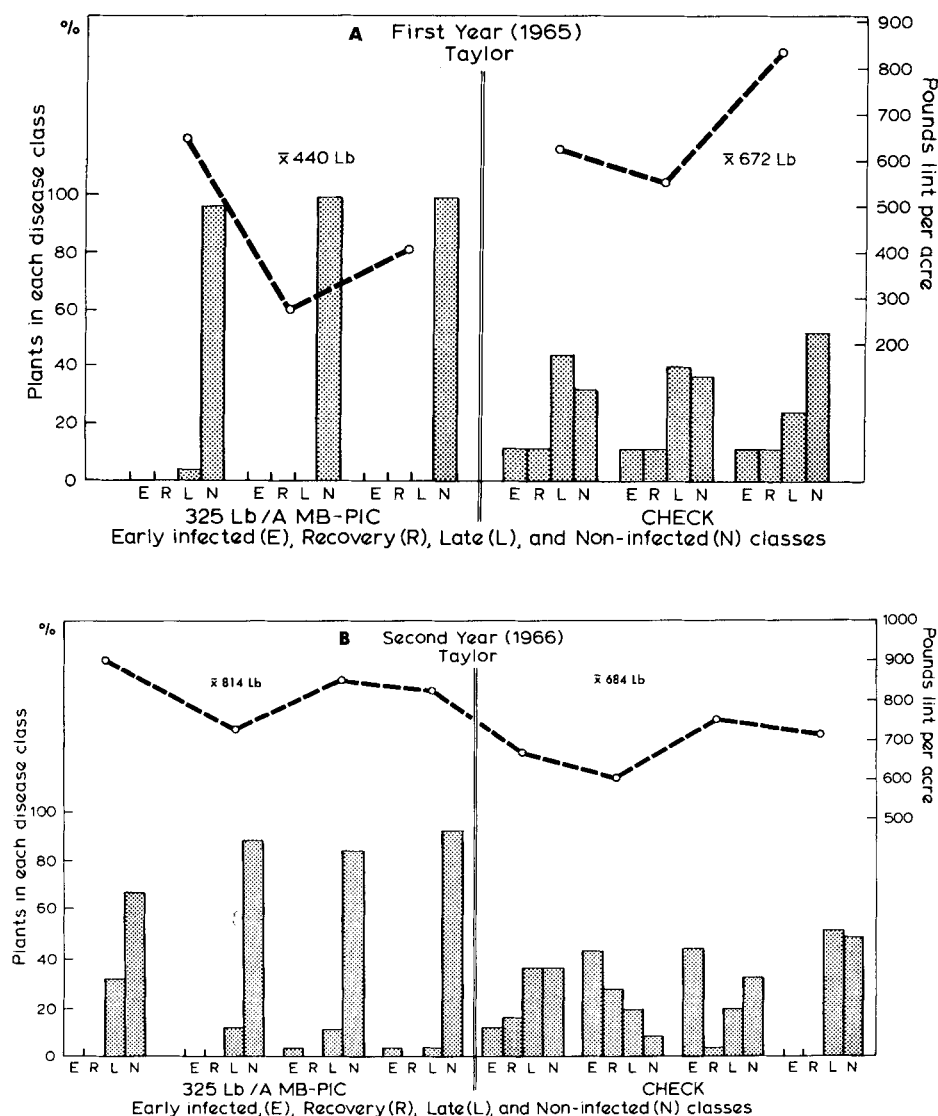 %
A First Year (1965)
Taylor
x̄ 440 Lb
x̄ 672 Lb
Plants in each disease class
100
80
60
40
20
0
900
800
700
600
500
400
300
200
Pounds lint per acre
E R L N E R L N E R L N E R L N E R L N E R L N
325 Lb/A MB-PIC CHECK
Early infected (E), Recovery (R), Late (L), and Non-infected (N) classes
%
B Second Year (1966)
Taylor
x̄ 814 Lb
x̄ 684 Lb
Plants in each disease class
100
80
60
40
20
0
1000
900
800
700
600
500
Pounds lint per acre
E R L N E R L N E R L N E R L N E R L N E R L N E R L N E R L N
325 Lb/A MB-PIC CHECK
Early infected, (E), Recovery (R), Late (L), and Non-infected (N) classes